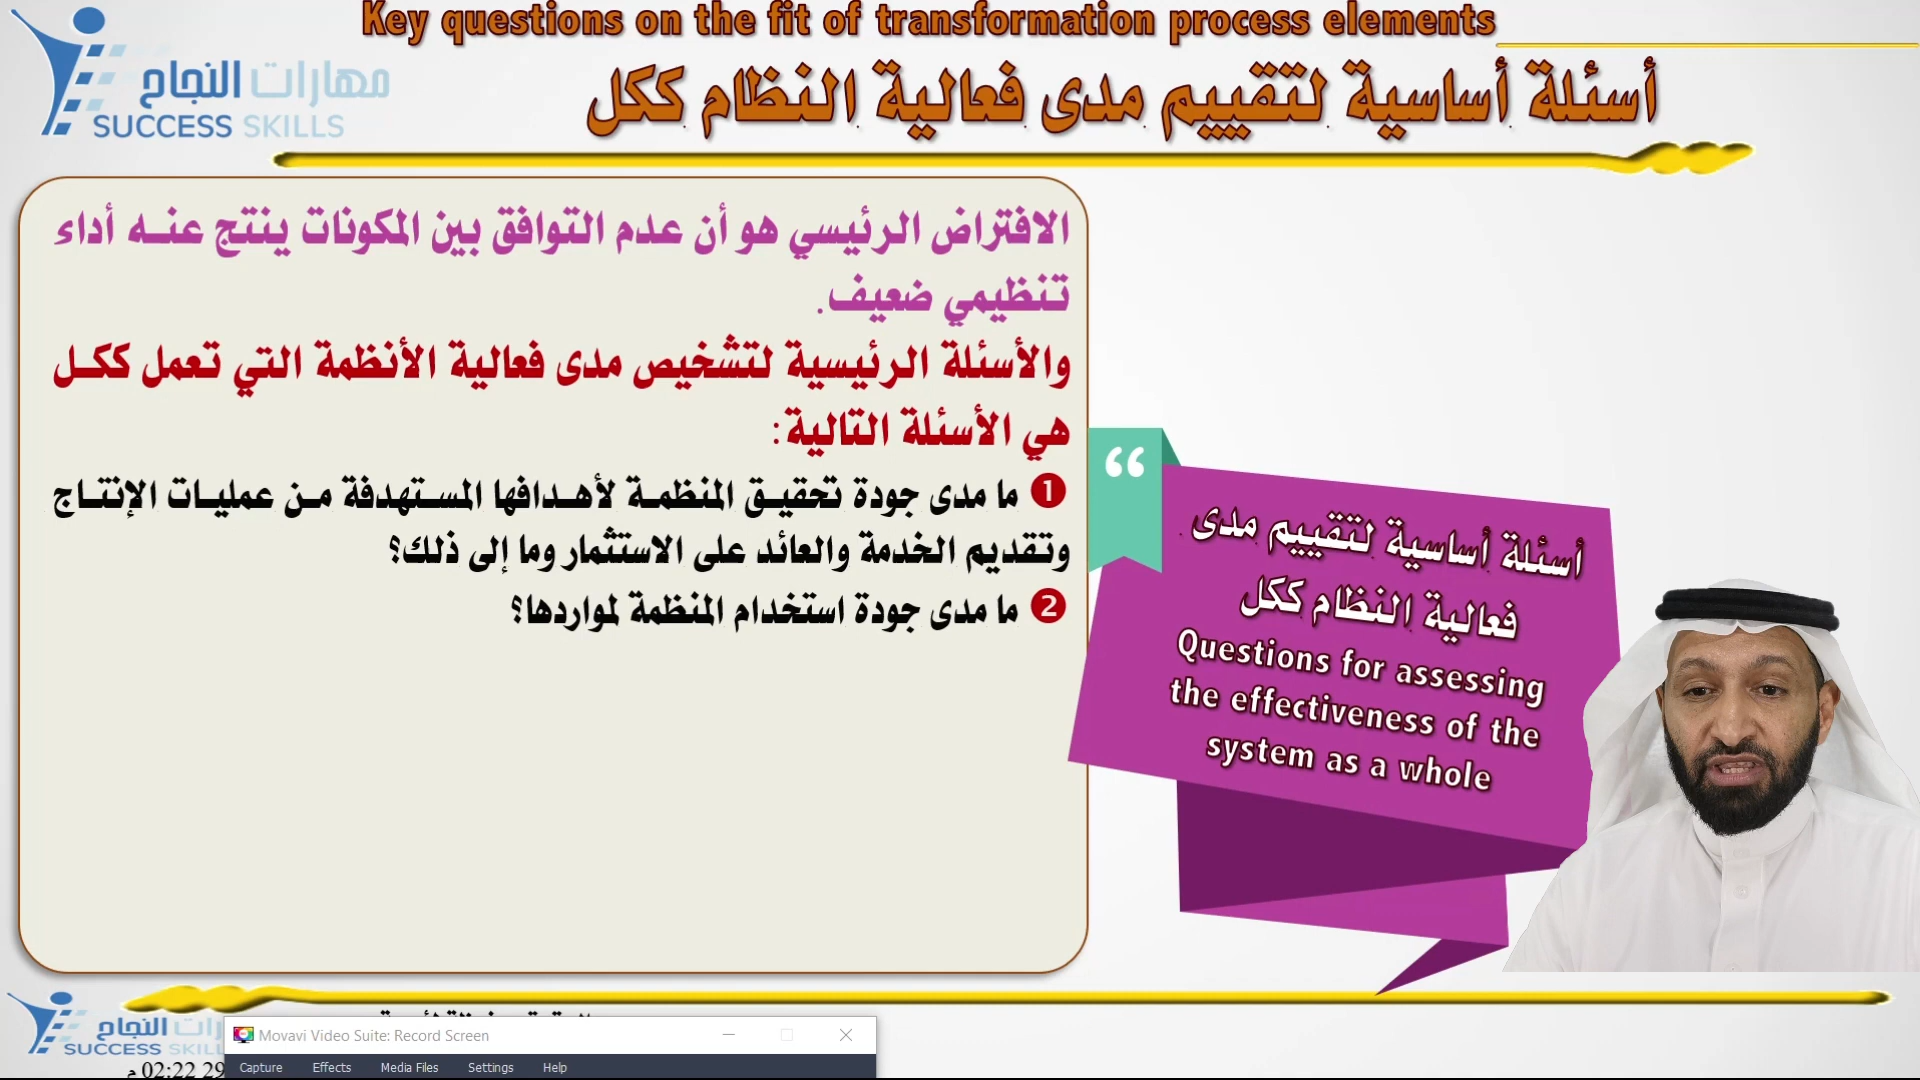 Key questions on the fit of transformation process elements
أسئلة أساسية لتقييم مدى فعالية النظام ككل
مهارات النجاح
SUCCESS SKILLS
الافتراض الرئيسي هو أن عدم التوافق بين المكونات ينتج عنه أداء
تنظيمي ضعيف.
والأسئلة الرئيسية لتشخيص مدى فعالية الأنظمة التي تعمل ككل
هي الأسئلة التالية:
❶ ما مدى جودة تحقيق المنظمة لأهدافها المستهدفة من عمليات الإنتاج
وتقديم الخدمة والعائد على الاستثمار وما إلى ذلك؟
❷ ما مدى جودة استخدام المنظمة لمواردها؟
“
أسئلة أساسية لتقييم مدى
فعالية النظام ككل
Questions for assessing
the effectiveness of the
system as a whole
النجاح
SUCCESS SKILL
02:22 29 م
Movavi Video Suite: Record Screen
Capture Effects Media Files Settings Help